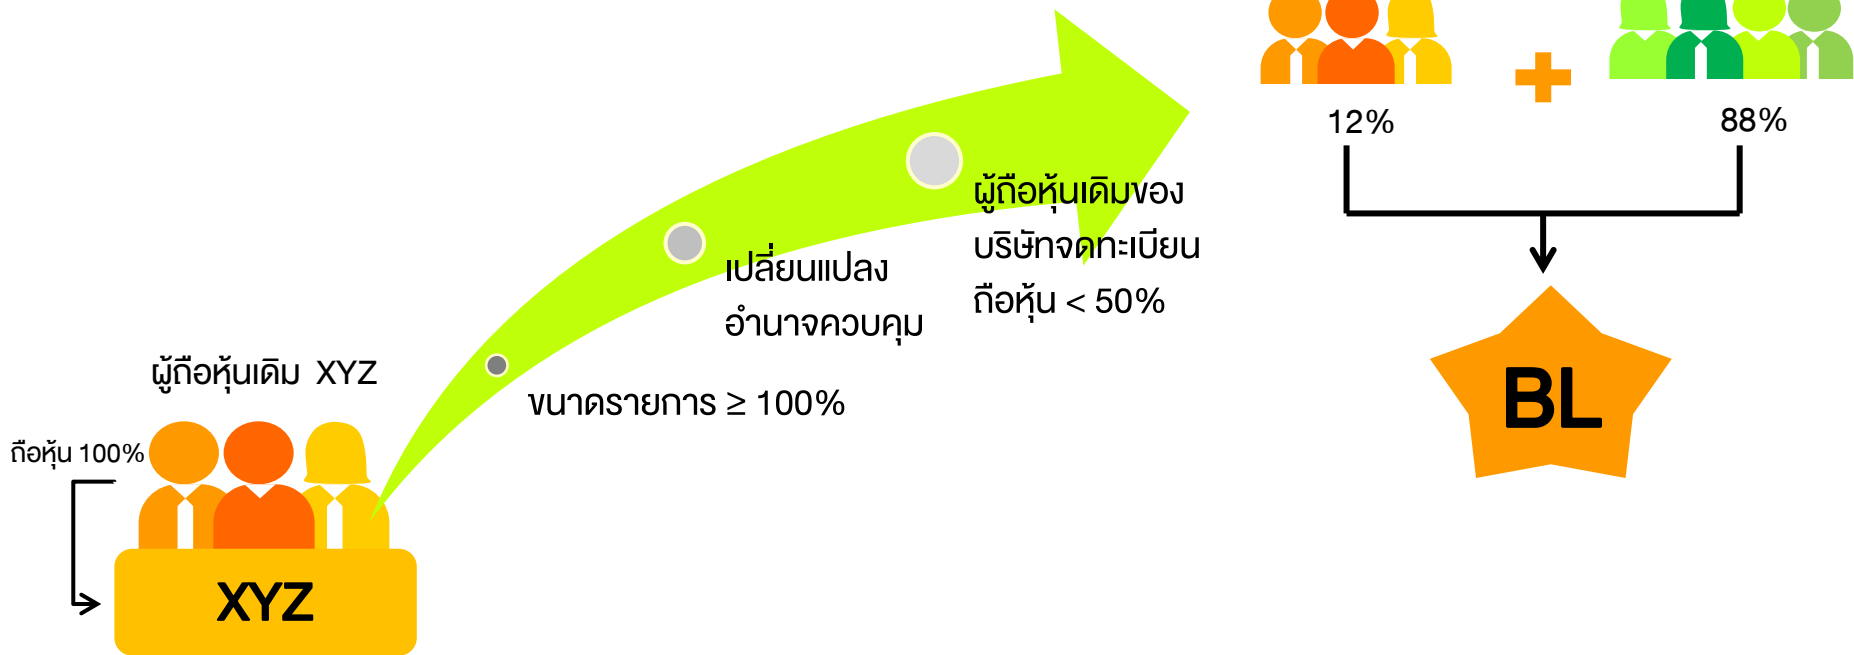 12%
88%
ผู้ถือหุ้นเดิมของ
บริษัทจดทะเบียน
ถือหุ้น < 50%
เปลี่ยนแปลง
อำนาจควบคุม
ขนาดรายการ ≥ 100%
ผู้ถือหุ้นเดิม XYZ
ถือหุ้น 100%
XYZ
BL